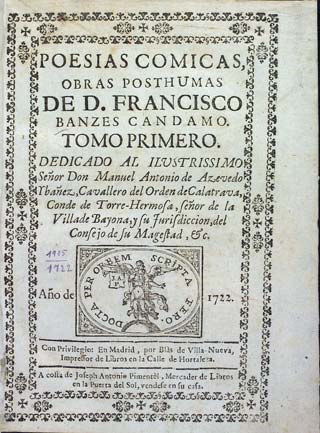 POESIAS COMICAS,
OBRAS POSTHUMAS
DE D. FRANCISCO
BANZES CANDAMO.
TOMO PRIMERO.
DEDICADO AL ILUSTRISSIMO
Señor Don Manuel Antonio de Azevedo
Ybañez, Cavallero del Orden de Calatrava,
Conde de Torre-Hermosa, señor de la
Villa de Bayona, y su Jurisdiccion, del
Consejo de su Magestad, &c.
1722
DOCTA PER ORBEM SCRIPTA FERO.
Año de 1722.
Con Privilegio: En Madrid, por Blàs de Villa-Nueva,
Impressor de Libros en la Calle de Hortaleza.
A costa de Joseph Antonio Pimentèl, Mercader de Libros
en la Puerta del Sol, vendese en su casa.